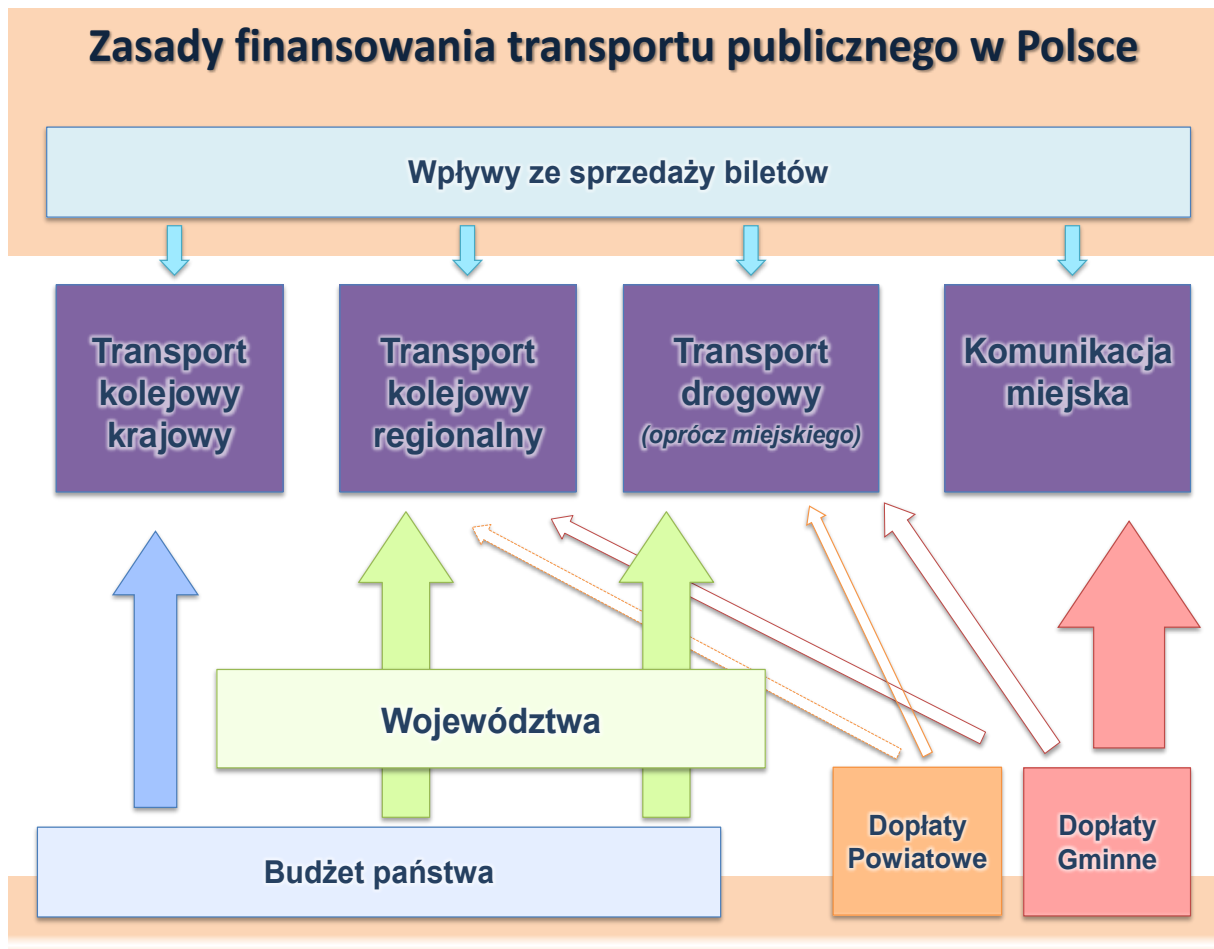 Zasady finansowania transportu publicznego w Polsce
Wpływy ze sprzedaży biletów
Transport
kolejowy
krajowy
Transport
kolejowy
regionalny
Transport
drogowy
(oprócz miejskiego)
Komunikacja
miejska
Województwa
Budżet państwa
Dopłaty
Powiatowe
Dopłaty
Gminne